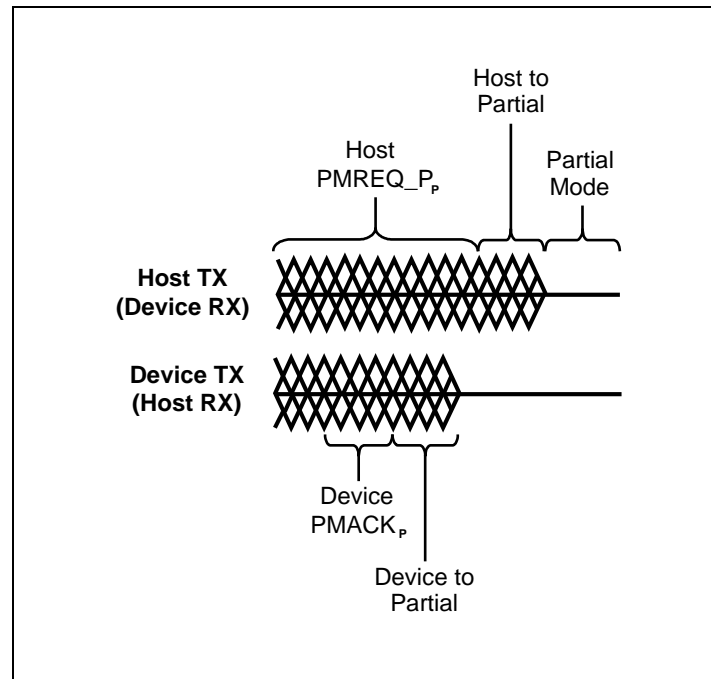 Host to
Partial
Host
PMREQ_PP
Partial
Mode
Host TX
(Device RX)
Device TX
(Host RX)
Device
PMACKP
Device to
Partial